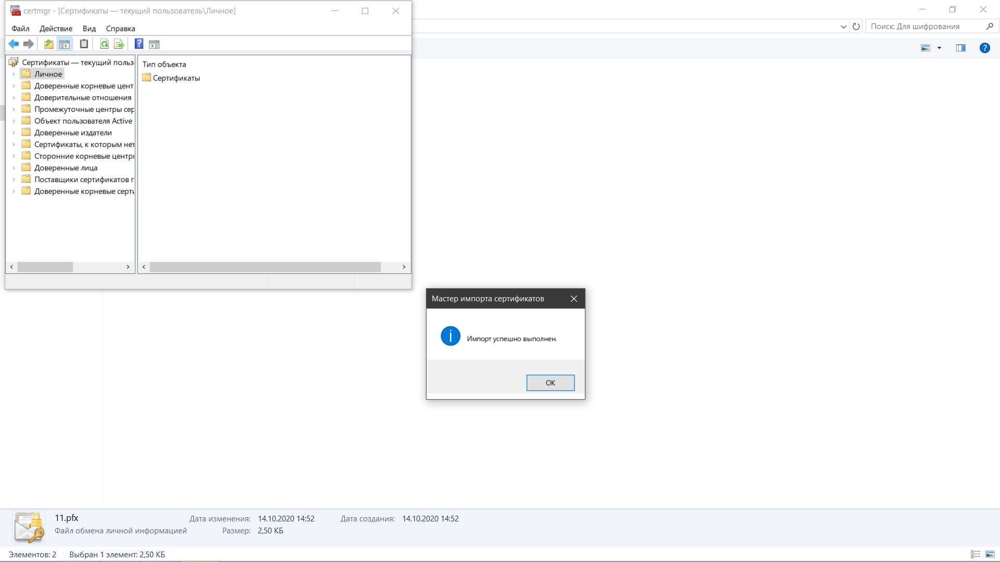 certmgr - [Сертификаты — текущий пользователь\Личное]
Файл Действие Вид Справка
Поиск: Для шифрования
Сертификаты — текущий польз
Личное
Доверенные корневые цент
Доверительные отношения
Промежуточные центры сер
Объект пользователя Active
Доверенные издатели
Сертификаты, к которым нет
Сторонние корневые центры
Доверенные лица
Поставщики сертификатов г
Доверенные корневые серти
Тип объекта
Сертификаты
Мастер импорта сертификатов
Импорт успешно выполнен.
OK
11.pfx
Файл обмена личной информацией
Дата изменения: 14.10.2020 14:52
Размер: 2,50 КБ
Дата создания: 14.10.2020 14:52
Элементов: 2 Выбран 1 элемент: 2,50 КБ